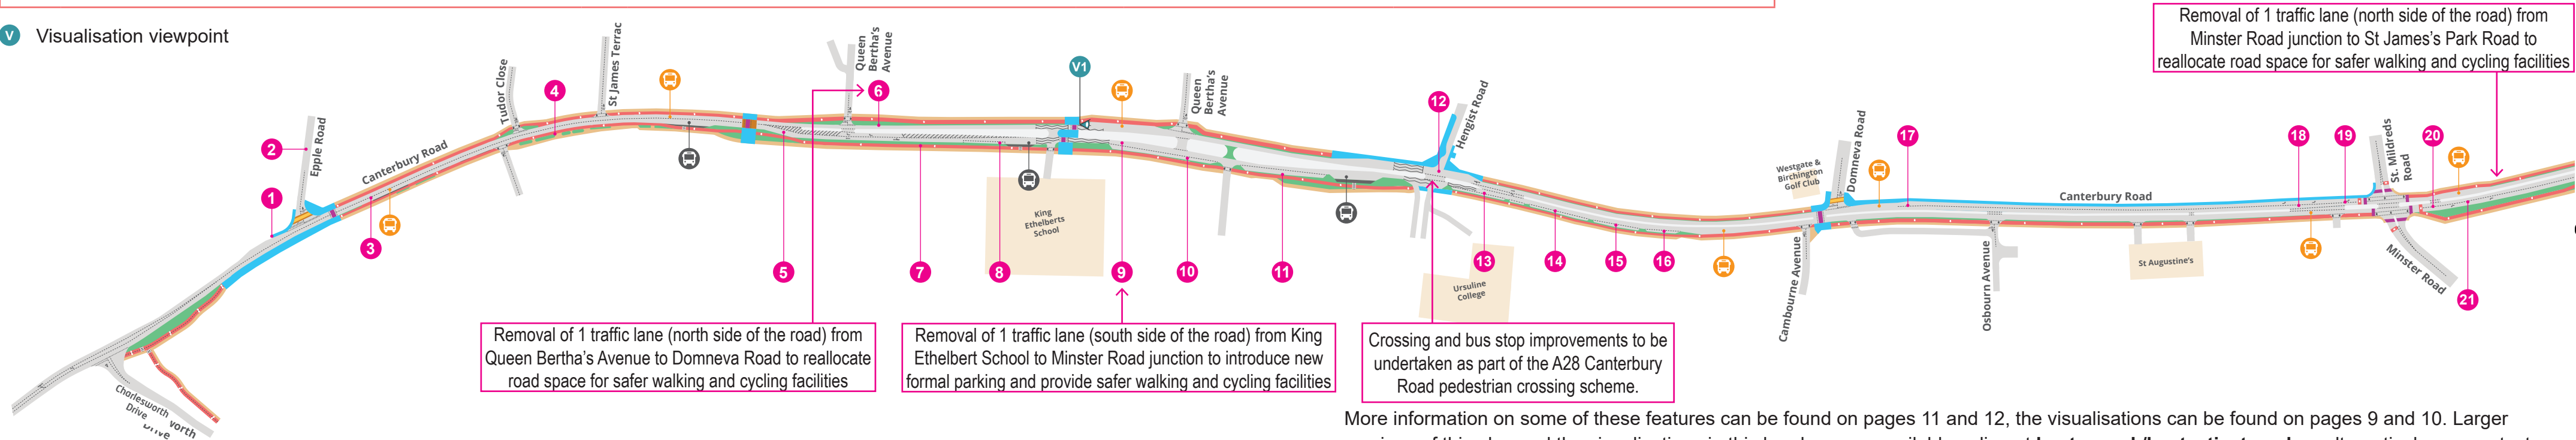 V Visualisation viewpoint
Removal of 1 traffic lane (north side of the road) from
Minster Road junction to St James's Park Road to
reallocate road space for safer walking and cycling facilities
Epple Road
Canterbury Road
Tudor Close
St James Terrac
Queen
Bertha's
Avenue
V1
Queen
Bertha's
Avenue
Hengist Road
Westgate &
Birchington
Golf Club
Domneva Road
Canterbury Road
St. Mildreds
Road
1
2
3
4
5
6
7
8
9
10
11
12
13
14
15
16
17
18
19
20
21
King
Ethelberts
School
Ursuline
College
Cambourne Avenue
Osbourn Avenue
St Augustine's
Minster Road
Charlesworth
Drive
Removal of 1 traffic lane (north side of the road) from
Queen Bertha's Avenue to Domneva Road to reallocate
road space for safer walking and cycling facilities
Removal of 1 traffic lane (south side of the road) from King
Ethelbert School to Minster Road junction to introduce new
formal parking and provide safer walking and cycling facilities
Crossing and bus stop improvements to be
undertaken as part of the A28 Canterbury
Road pedestrian crossing scheme.
More information on some of these features can be found on pages 11 and 12, the visualisations can be found on pages 9 and 10. Larger